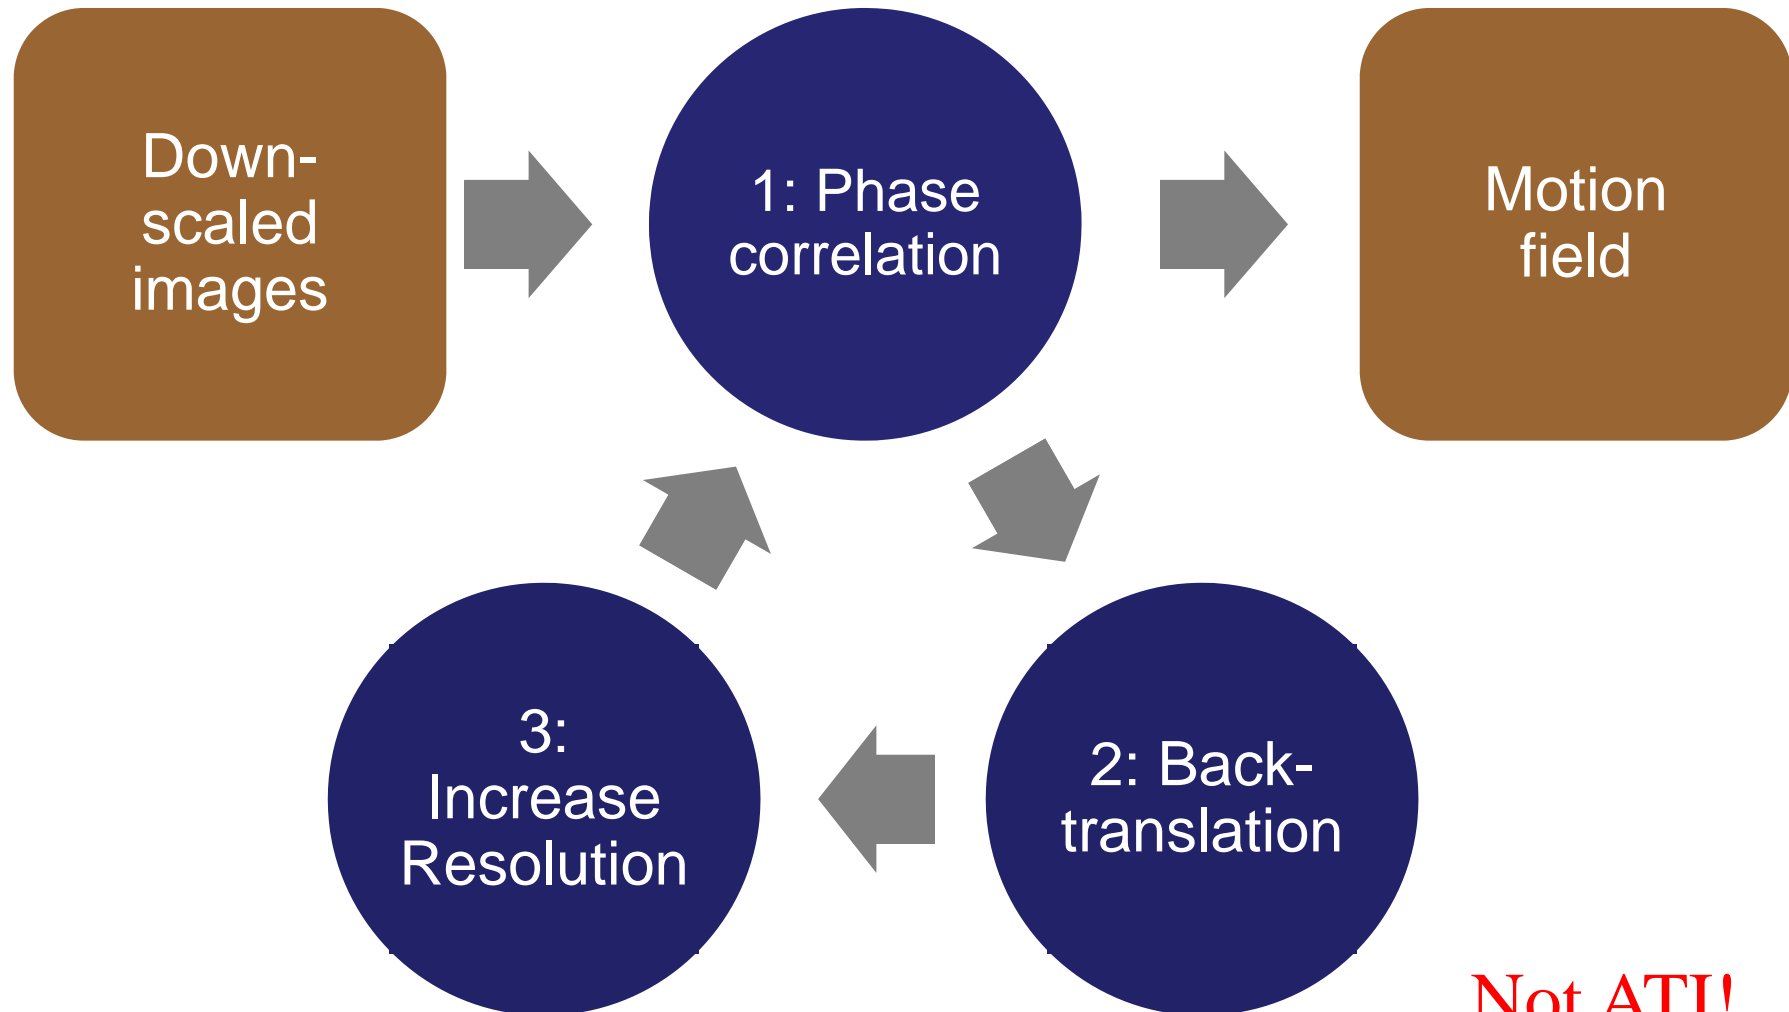 Down-
scaled
images
1: Phase
correlation
Motion
field
3:
Increase
Resolution
2: Back-
translation
Not ATI!